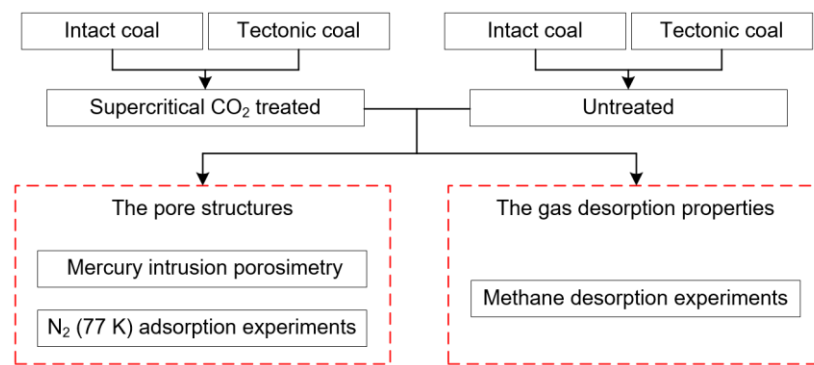 Intact coal
Tectonic coal
Intact coal
Tectonic coal
Supercritical CO₂ treated
Untreated
The pore structures
Mercury intrusion porosimetry
N₂ (77 K) adsorption experiments
The gas desorption properties
Methane desorption experiments